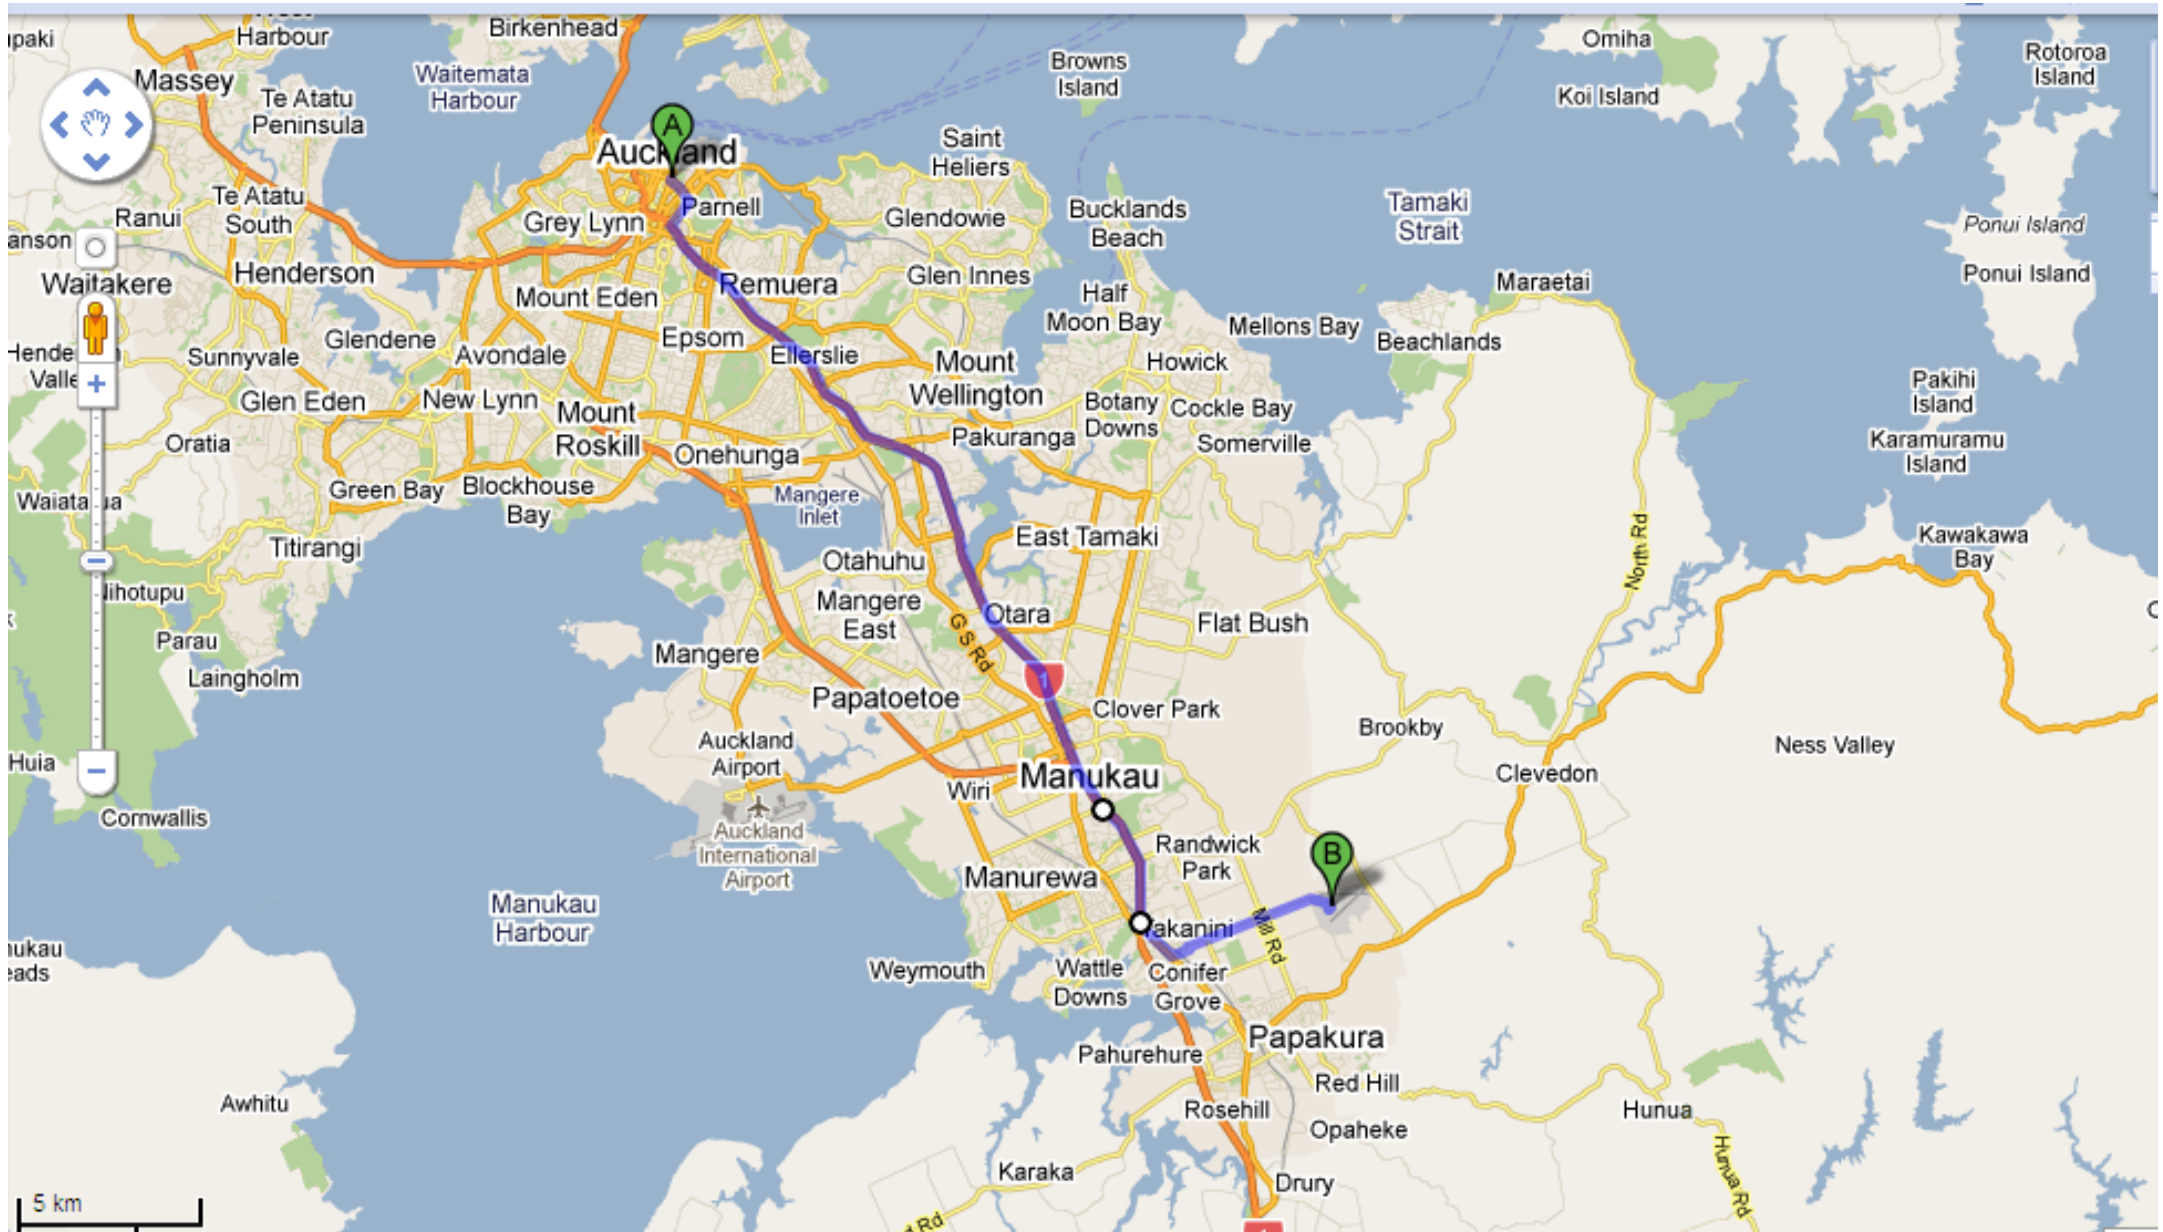 Harbour
Birkenhead
Omiha
Rotoroa
Island
Browns
Island
Massey
Waitemata
Harbour
Koi Island
Te Atatu
Peninsula
A
Auckland
Saint
Heliers
Te Atatu
South
Ranui
Parnell
Grey Lynn
Glendowie
Bucklands
Beach
Tamaki
Strait
Ponui Island
Ponui Island
Waitakere
Henderson
Remuera
Glen Innes
Maraetai
Mount Eden
Half
Moon Bay
Mellons Bay
Beachlands
Glendene
Epsom
Sunnyvale
Avondale
Ellerslie
Mount
Wellington
Howick
Glen Eden
New Lynn
Mount
Roskill
Botany
Downs
Cockle Bay
Pakihi
Island
Oratia
Onehunga
Pakuranga
Somerville
Karamuramu
Island
Green Bay
Blockhouse
Bay
Mangere
Inlet
Titirangi
Otahuhu
East Tamaki
North Rd
Kawakawa
Bay
Mangere
East
Otara
Flat Bush
Parau
G S Rd
Mangere
Laingholm
1
Papatoetoe
Clover Park
Brookby
Ness Valley
Auckland
Airport
Manukau
Clevedon
Huia
Wiri
Cornwallis
Auckland
International
Airport
Randwick
Park
B
Manurewa
Manukau
Harbour
Mill Rd
Weymouth
Wattle
Downs
Conifer
Grove
Papakura
Pahurehure
Red Hill
Awhitu
Rosehill
Hunua
Opaheke
Hunua Rd
Karaka
Drury
5 km
Rd